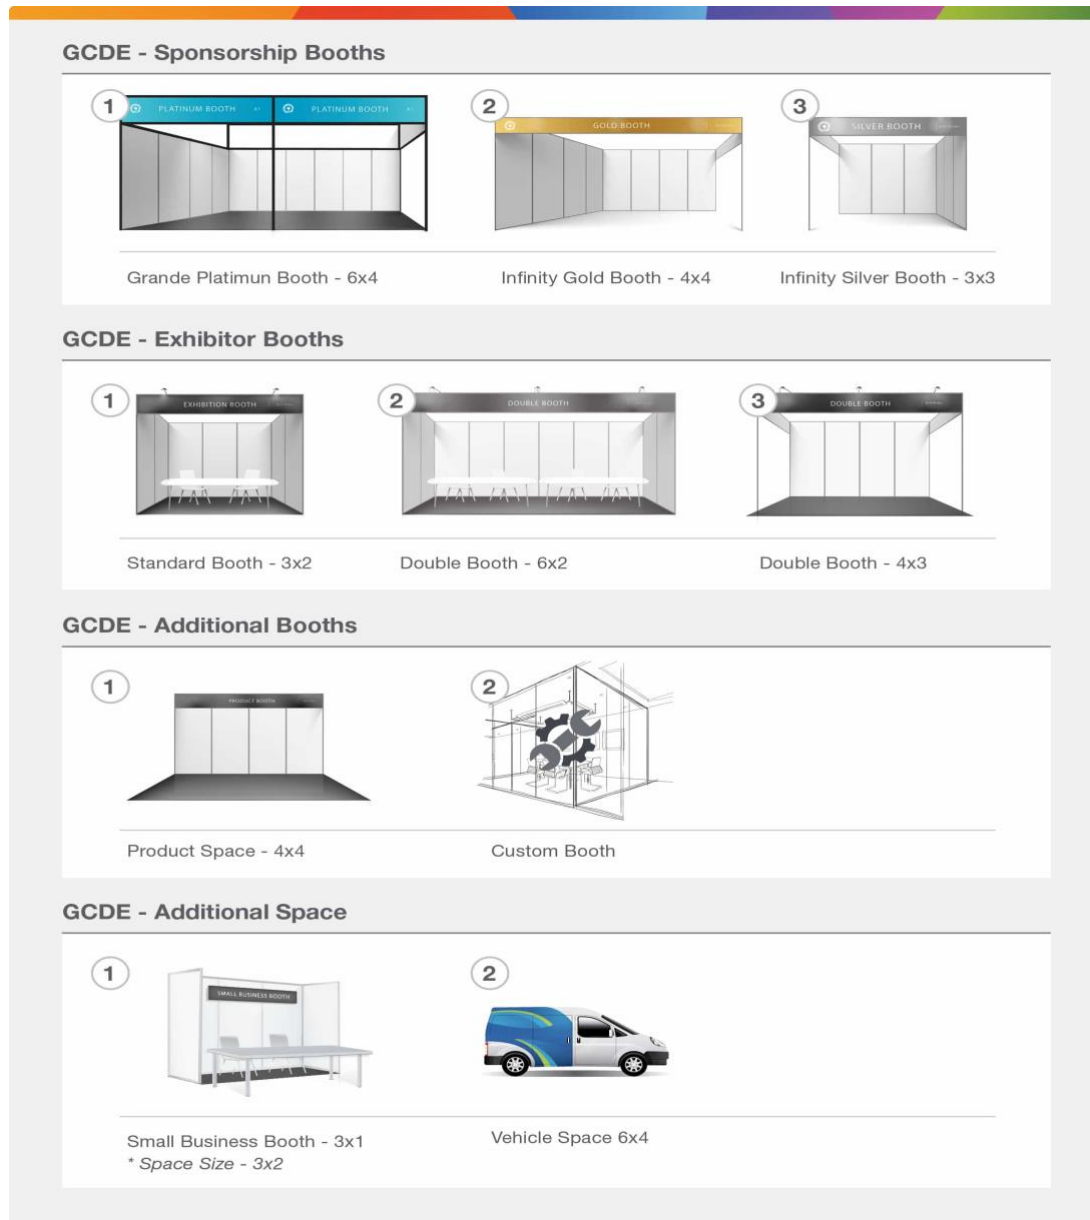 GCDE - Sponsorship Booths
1
PLATINUM BOOTH
PLATINUM BOOTH
2
GOLD BOOTH
3
SILVER BOOTH
Grande Platimun Booth - 6x4
Infinity Gold Booth - 4x4
Infinity Silver Booth - 3x3
GCDE - Exhibitor Booths
1
EXHIBITION BOOTH
2
DOUBLE BOOTH
3
DOUBLE BOOTH
Standard Booth - 3x2
Double Booth - 6x2
Double Booth - 4x3
GCDE - Additional Booths
1
PRODUCT BOOTH
2
Product Space - 4x4
Custom Booth
GCDE - Additional Space
1
SMALL BUSINESS BOOTH
2
Small Business Booth - 3x1
* Space Size - 3x2
Vehicle Space 6x4